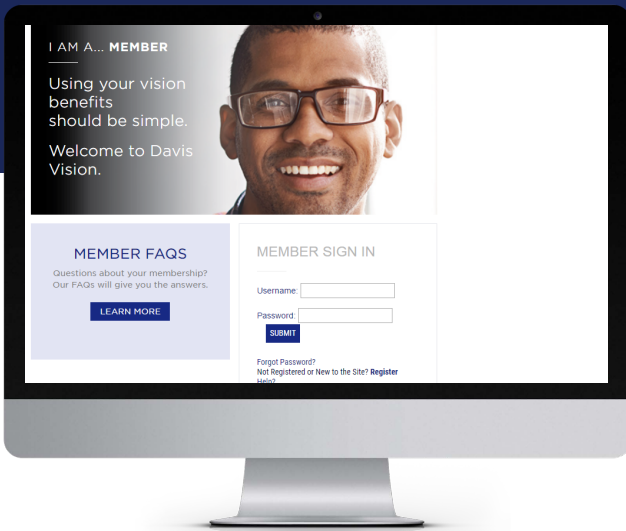 I AM A... MEMBER
Using your vision
benefits
should be simple.
Welcome to Davis
Vision.
MEMBER FAQS
Questions about your membership?
Our FAQs will give you the answers.
LEARN MORE
MEMBER SIGN IN
Username:
Password:
SUBMIT
Forgot Password?
Not Registered or New to the Site? Register
Help?